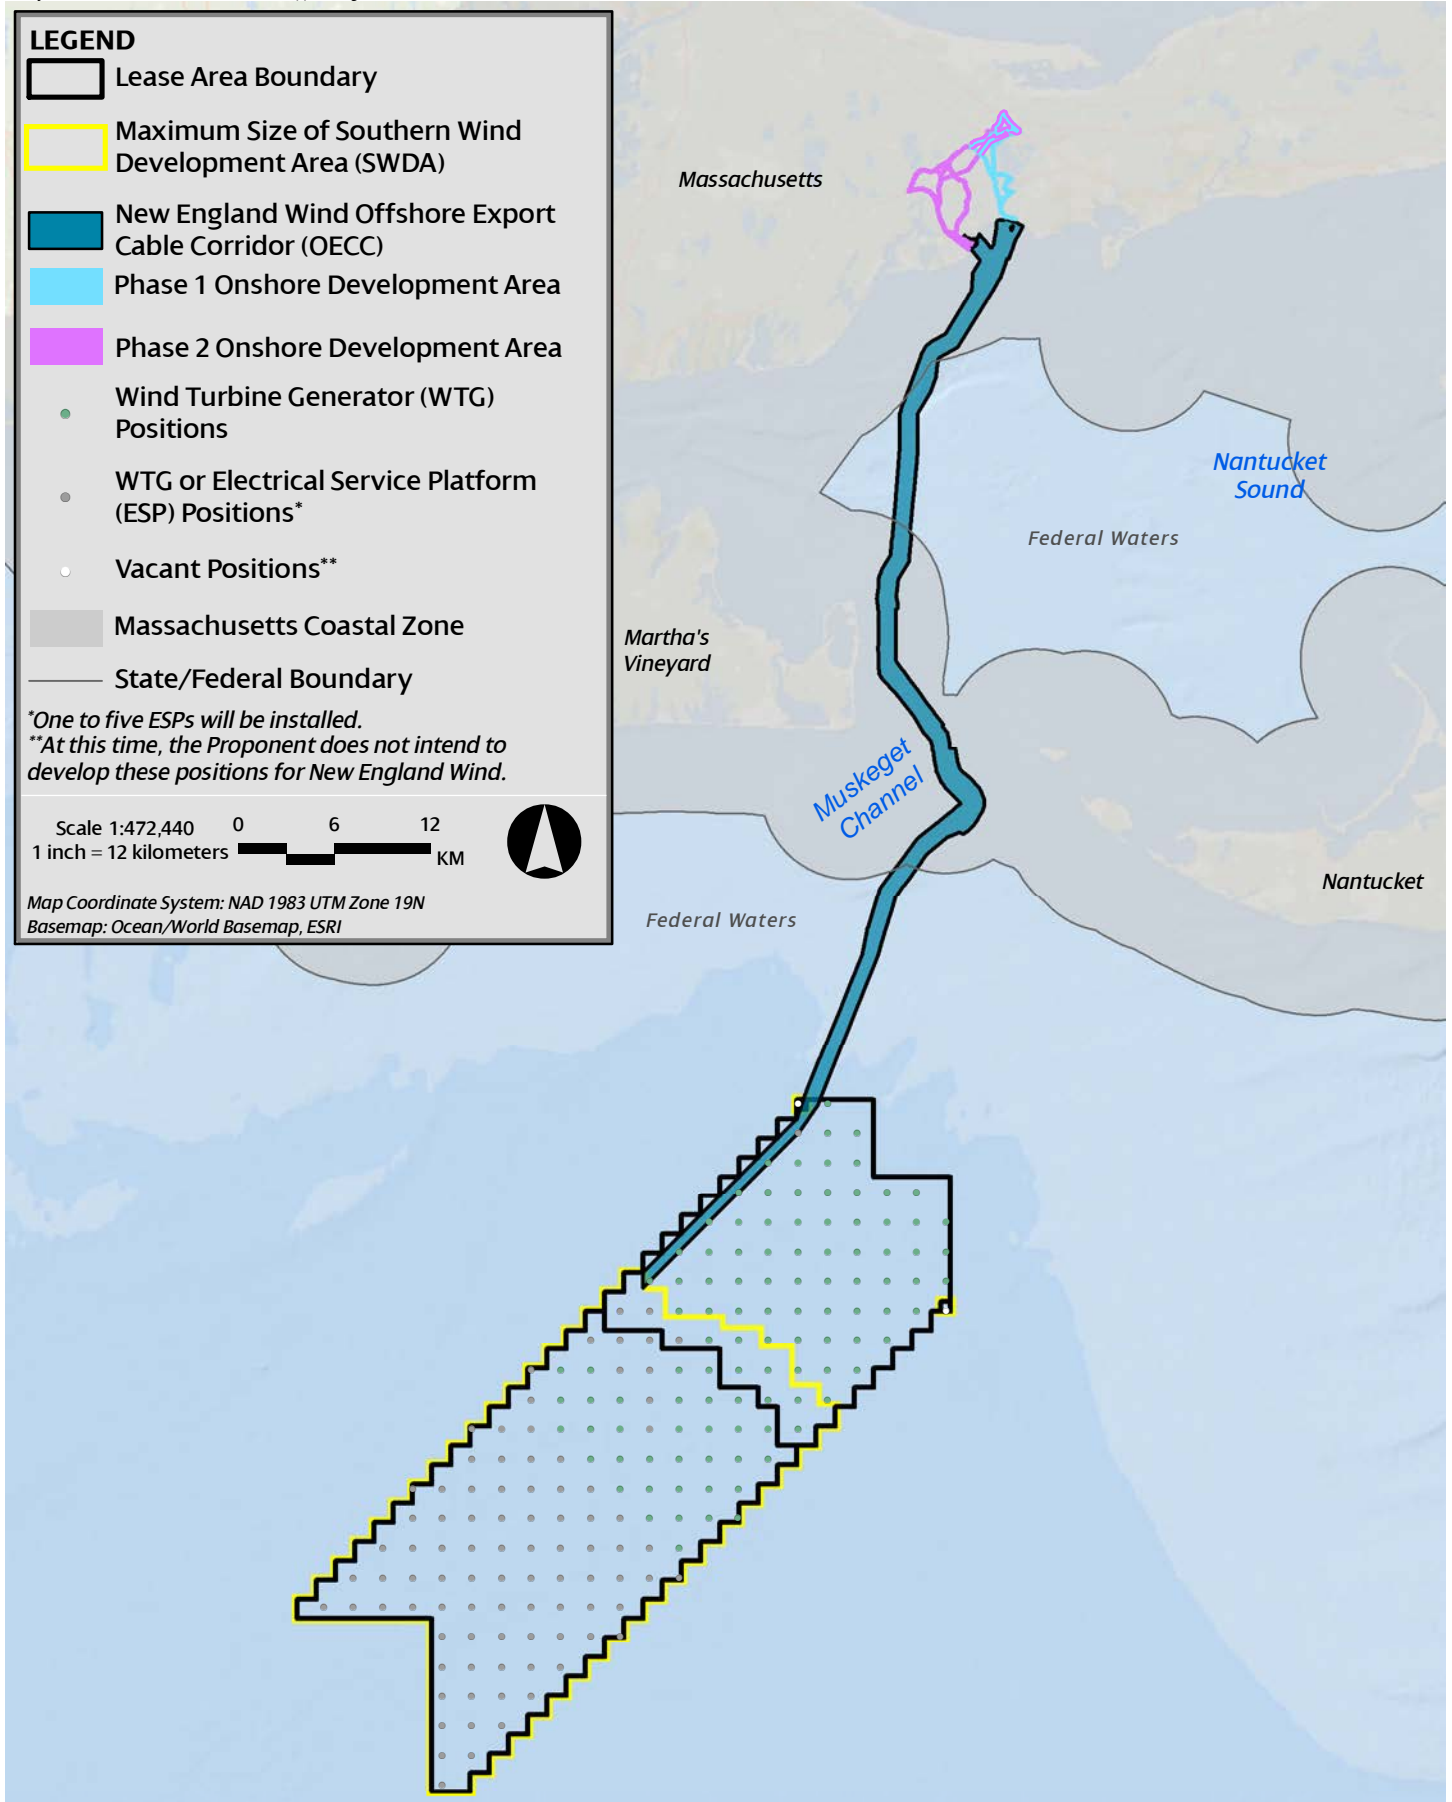 LEGEND
Lease Area Boundary
Maximum Size of Southern Wind
Development Area (SWDA)
New England Wind Offshore Export
Cable Corridor (OECC)
Phase 1 Onshore Development Area
Phase 2 Onshore Development Area
Wind Turbine Generator (WTG)
Positions
WTG or Electrical Service Platform
(ESP) Positions*
Vacant Positions**
Massachusetts Coastal Zone
State/Federal Boundary
*One to five ESPs will be installed.
**At this time, the Proponent does not intend to
develop these positions for New England Wind.
Scale 1:472,440
1 inch = 12 kilometers
0 6 12
KM
Map Coordinate System: NAD 1983 UTM Zone 19N
Basemap: Ocean/World Basemap, ESRI
Massachusetts
Nantucket
Sound
Federal Waters
Martha's
Vineyard
Muskeget
Channel
Nantucket
Federal Waters